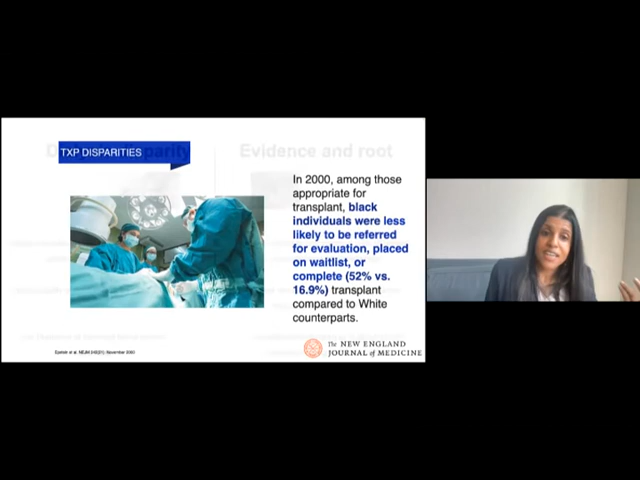 TXP DISPARITIES
Evidence and root
In 2000, among those
appropriate for
transplant, black
individuals were less
likely to be referred
for evaluation, placed
on waitlist, or
complete (52% vs.
16.9%) transplant
compared to White
counterparts.
The NEW ENGLAND
JOURNAL of MEDICINE